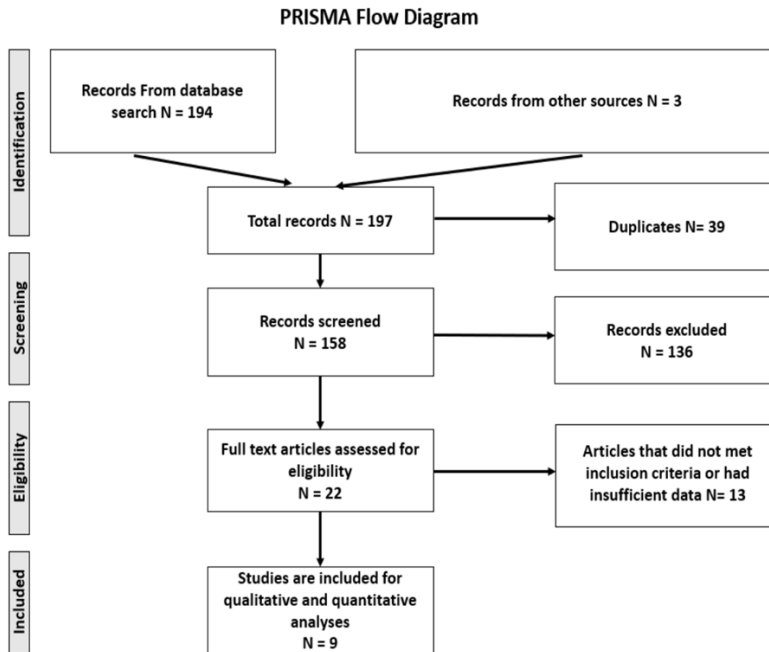 PRISMA Flow Diagram
Identification
Records From database
search N = 194
Records from other sources N = 3
Total records N = 197
Duplicates N= 39
Screening
Records screened
N = 158
Records excluded
N = 136
Eligibility
Full text articles assessed for
eligibility
N = 22
Articles that did not met
inclusion criteria or had
insufficient data N= 13
Included
Studies are included for
qualitative and quantitative
analyses
N = 9